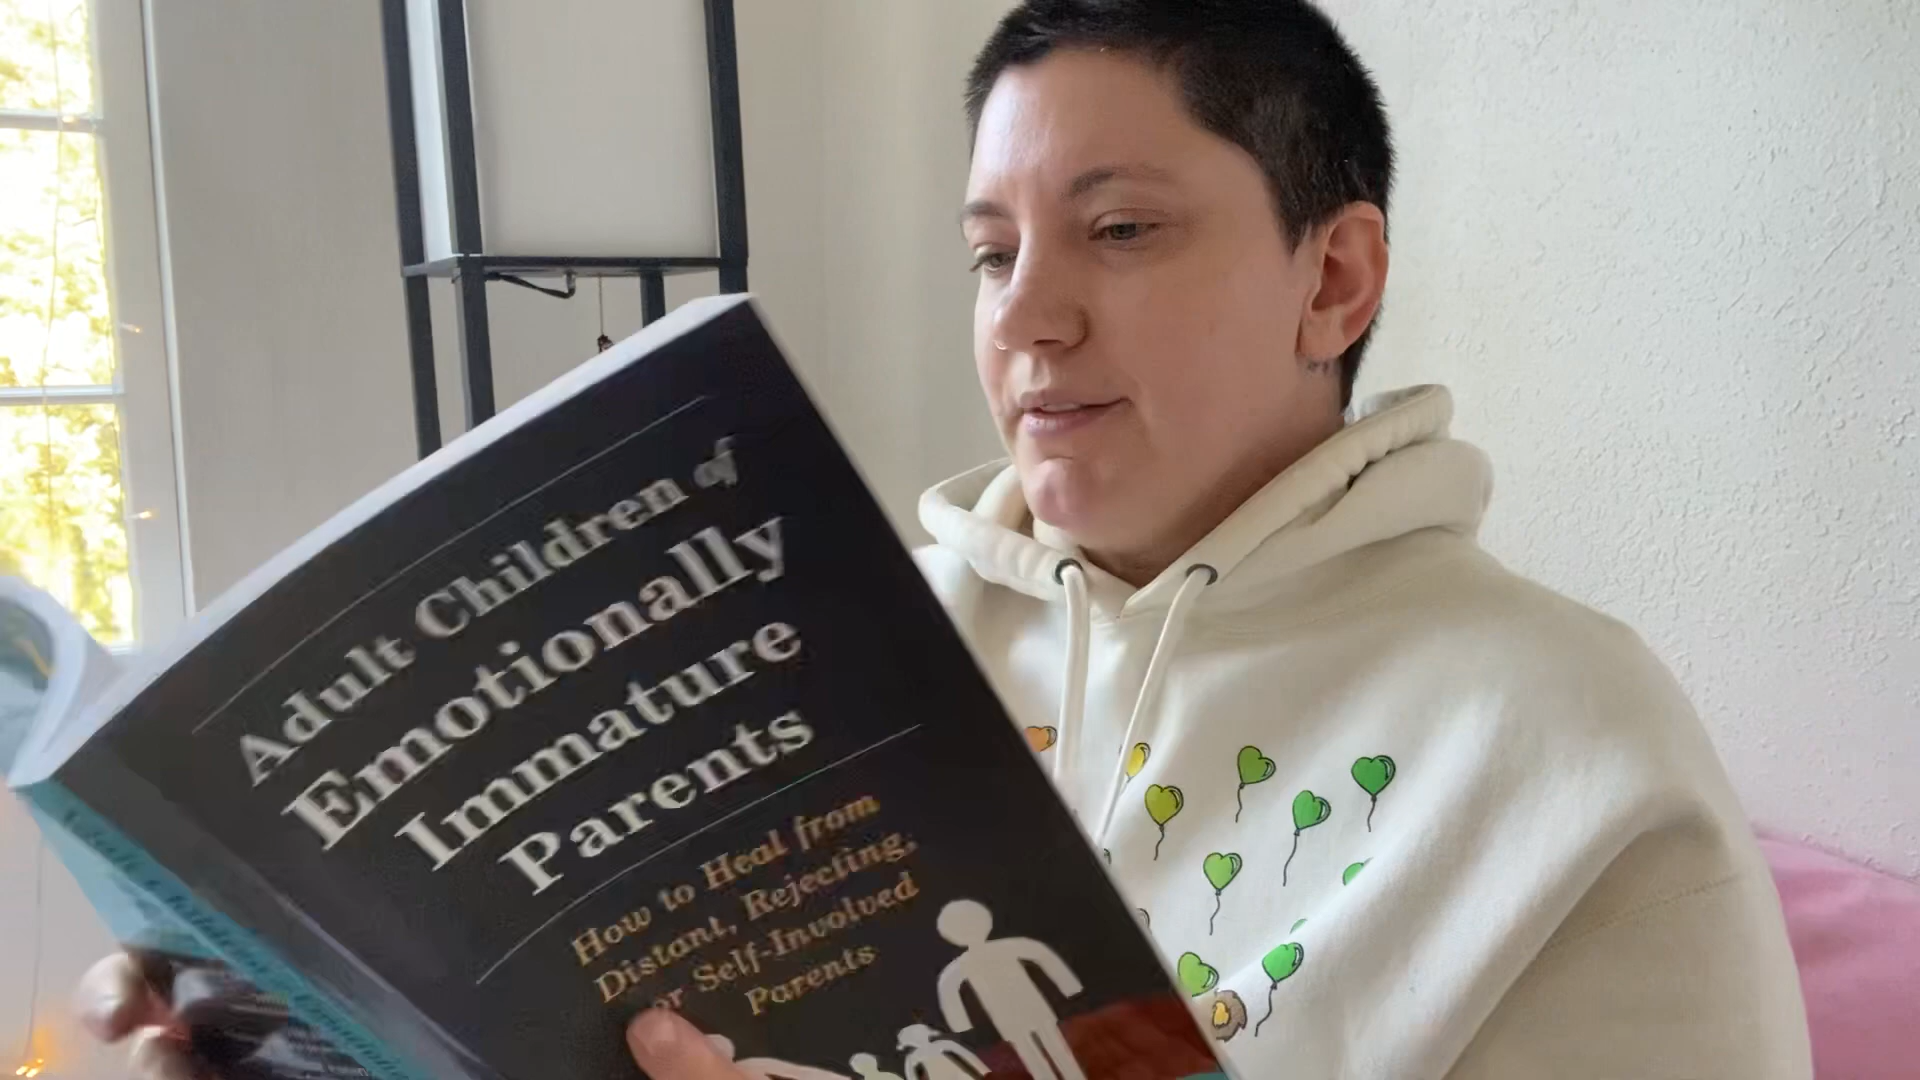 Adult Children of
Emotionally
Immature
Parents
How to Heal from
Distant, Rejecting,
or Self-Involved
Parents